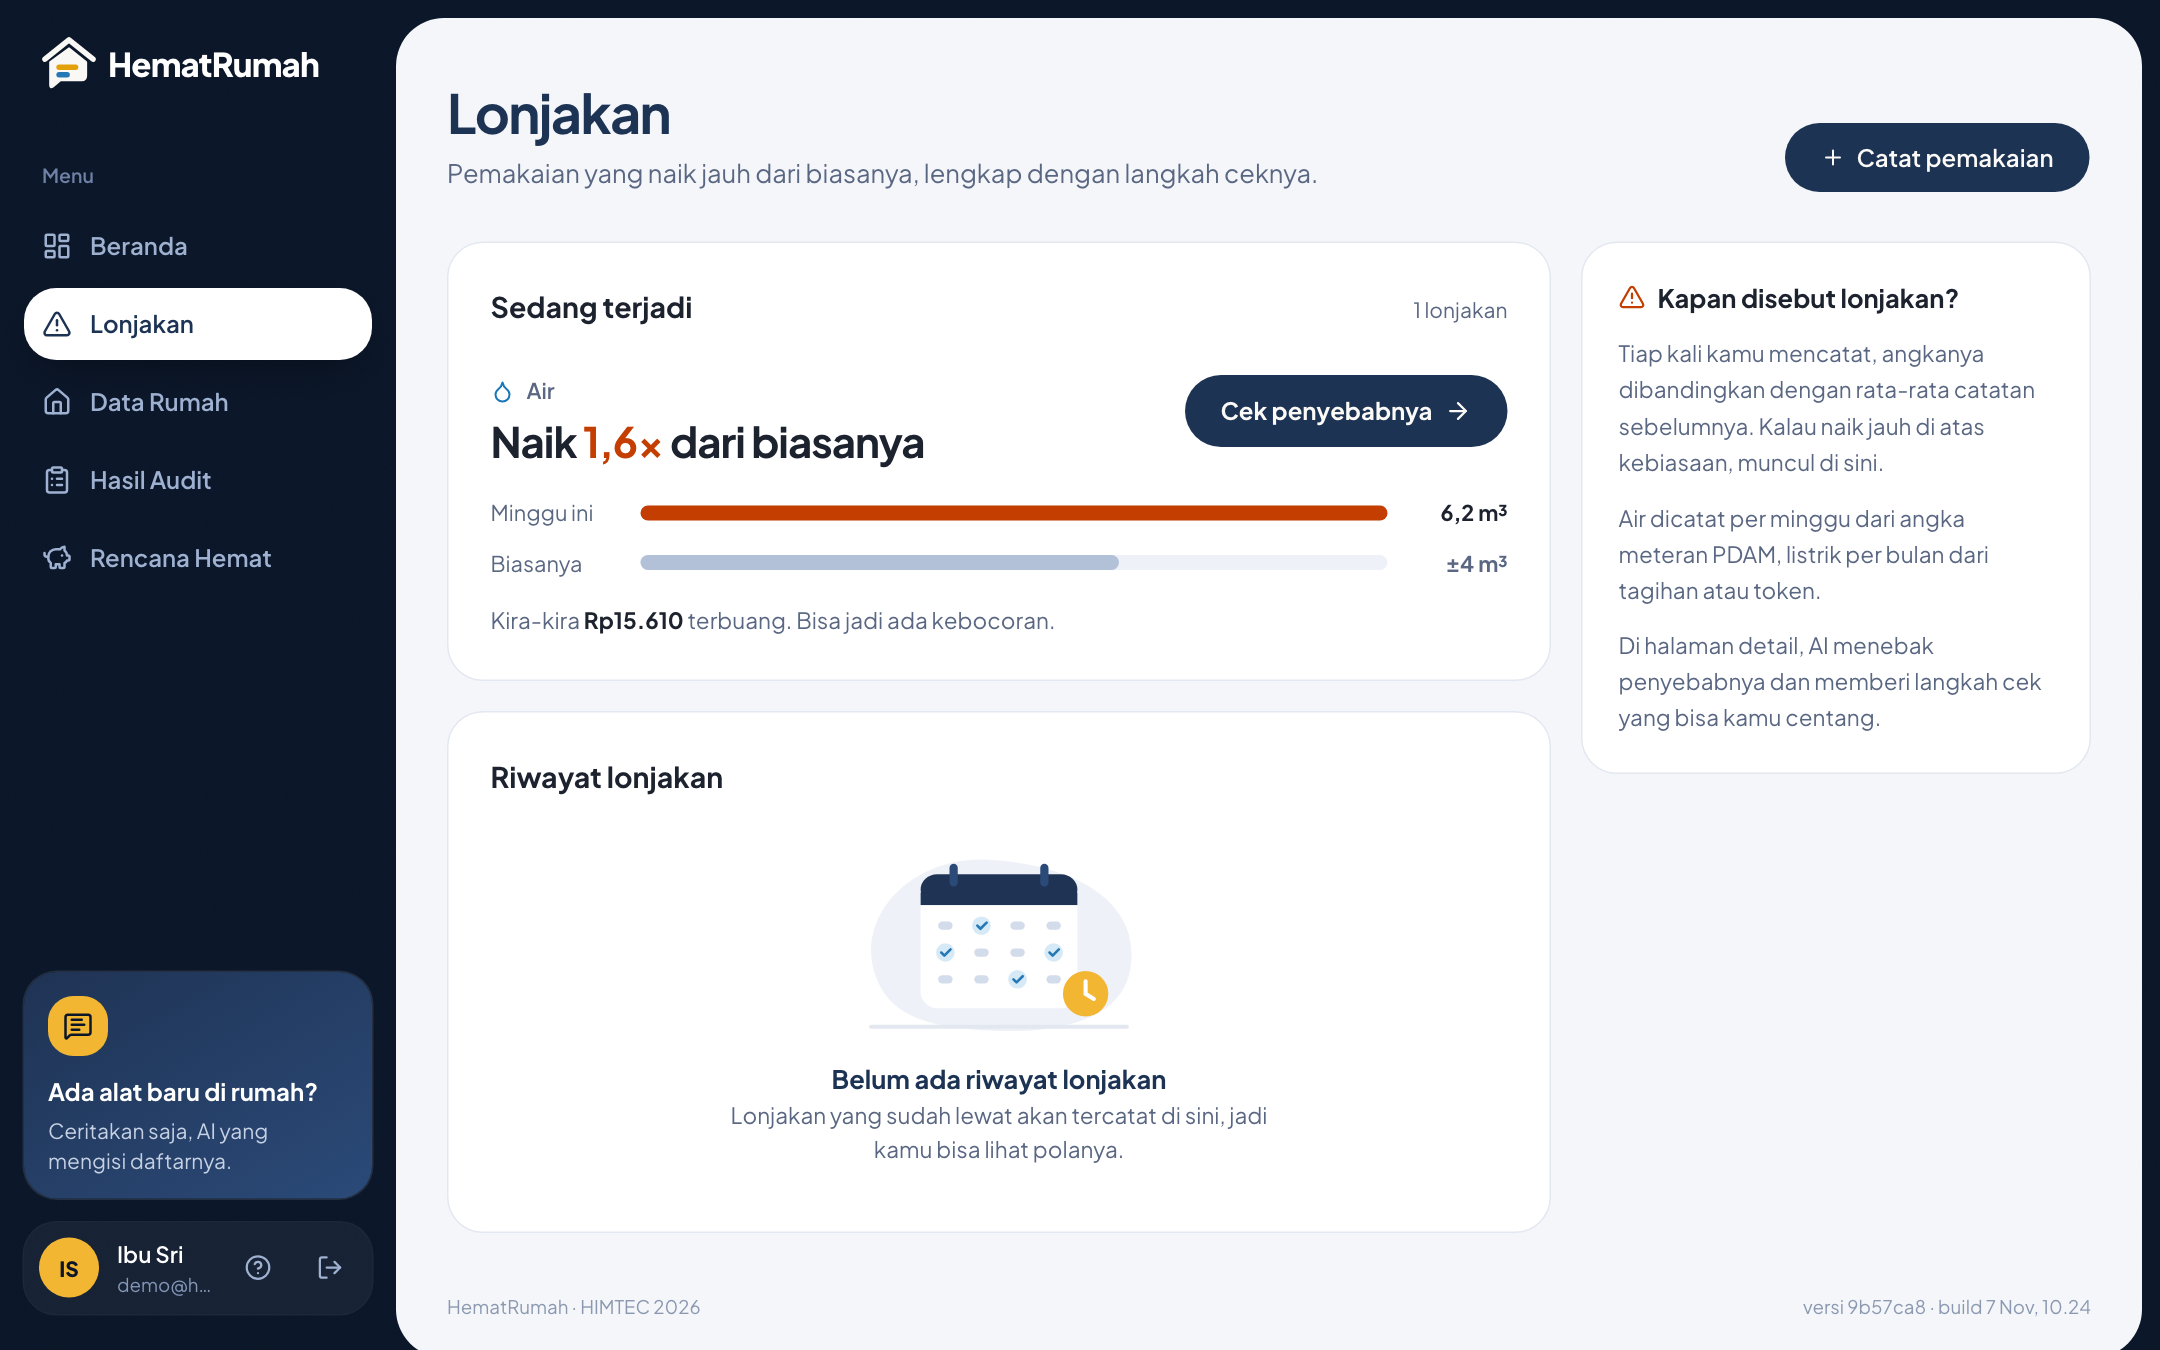 HematRumah
Menu
Beranda
Lonjakan
Data Rumah
Hasil Audit
Rencana Hemat
Ada alat baru di rumah?
Ceritakan saja, AI yang
mengisi daftarnya.
IS
Ibu Sri
demo@h...
Lonjakan
Pemakaian yang naik jauh dari biasanya, lengkap dengan langkah ceknya.
+ Catat pemakaian
Sedang terjadi
1 lonjakan
Air
Naik 1,6× dari biasanya
Cek penyebabnya →
Minggu ini
6,2 m³
Biasanya
±4 m³
Kira-kira Rp15.610 terbuang. Bisa jadi ada kebocoran.
Riwayat lonjakan
Belum ada riwayat lonjakan
Lonjakan yang sudah lewat akan tercatat di sini, jadi
kamu bisa lihat polanya.
Kapan disebut lonjakan?
Tiap kali kamu mencatat, angkanya
dibandingkan dengan rata-rata catatan
sebelumnya. Kalau naik jauh di atas
kebiasaan, muncul di sini.
Air dicatat per minggu dari angka
meteran PDAM, listrik per bulan dari
tagihan atau token.
Di halaman detail, AI menebak
penyebabnya dan memberi langkah cek
yang bisa kamu centang.
HematRumah · HIMTEC 2026
versi 9b57ca8 · build 7 Nov, 10.24